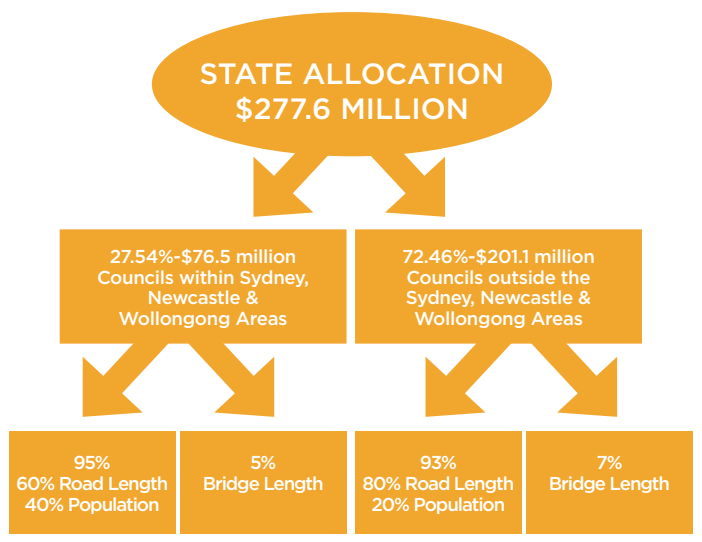 STATE ALLOCATION
$277.6 MILLION
27.54%-$76.5 million
Councils within Sydney,
Newcastle &
Wollongong Areas
72.46%-$201.1 million
Councils outside the
Sydney, Newcastle &
Wollongong Areas
95%
60% Road Length
40% Population
5%
Bridge Length
93%
80% Road Length
20% Population
7%
Bridge Length